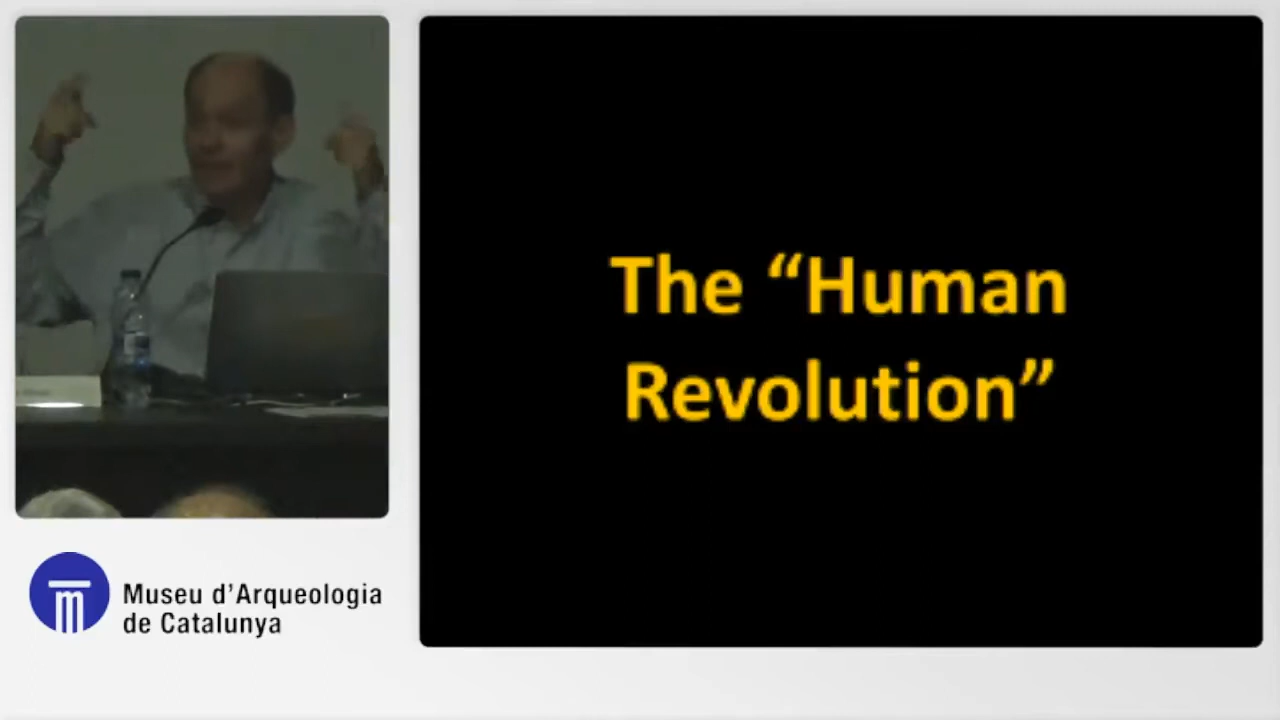 The “Human
Revolution”
Museu d’Arqueologia
de Catalunya